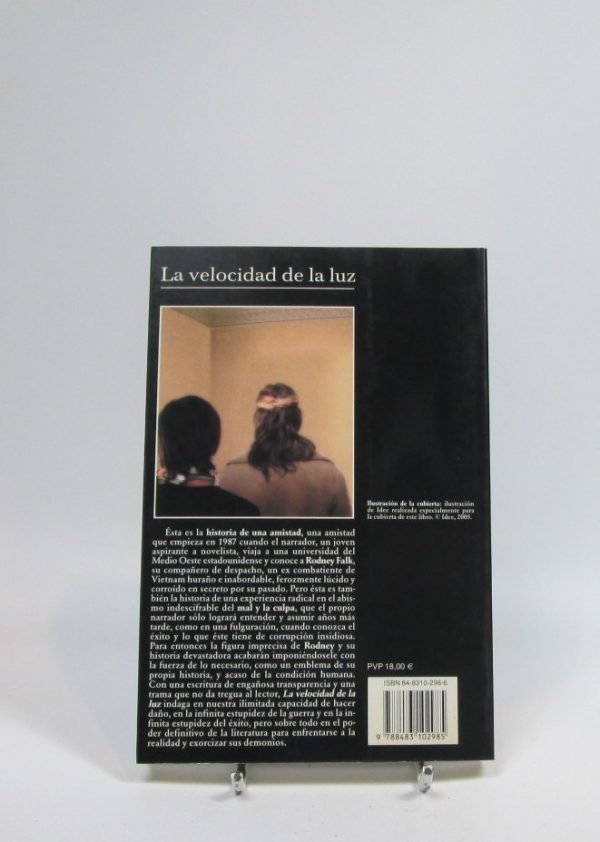 La velocidad de la luz
Ésta es la historia de una amistad, una amistad
que empieza en 1987 cuando el narrador, un joven
aspirante a novelista, viaja a una universidad del
Medio Oeste estadounidense y conoce a Rodney Falk,
su compañero de despacho, un ex combatiente de
Vietnam huraño e inabordable, ferozmente lúcido y
corroído en secreto por su pasado. Pero ésta es tam-
bién la historia de una experiencia radical en el abis-
mo indescifrable del mal y la culpa, que el propio
narrador sólo logrará entender y asumir años más
tarde, como en una fulguración, cuando conozca el
éxito y lo que éste tiene de corrupción insidiosa.
Para entonces la figura imprecisa de Rodney y su
historia devastadora acabarán imponiéndosele con
la fuerza de lo necesario, como un emblema de su
propia historia, y acaso de la condición humana.
Con una escritura de engañosa transparencia y una
trama que no da tregua al lector, La velocidad de la
luz indaga en nuestra ilimitada capacidad de hacer
daño, en la infinita estupidez de la guerra y en la in-
finita estupidez del éxito, pero sobre todo en el po-
der definitivo de la literatura para enfrentarse a la
realidad y exorcizar sus demonios.
Ilustración de la cubierta: ilustración
de Idee realizada especialmente para
la cubierta de este libro. © Idee, 2005.
PVP 18,00 €
ISBN 84-8310-298-6
9 788483 102985